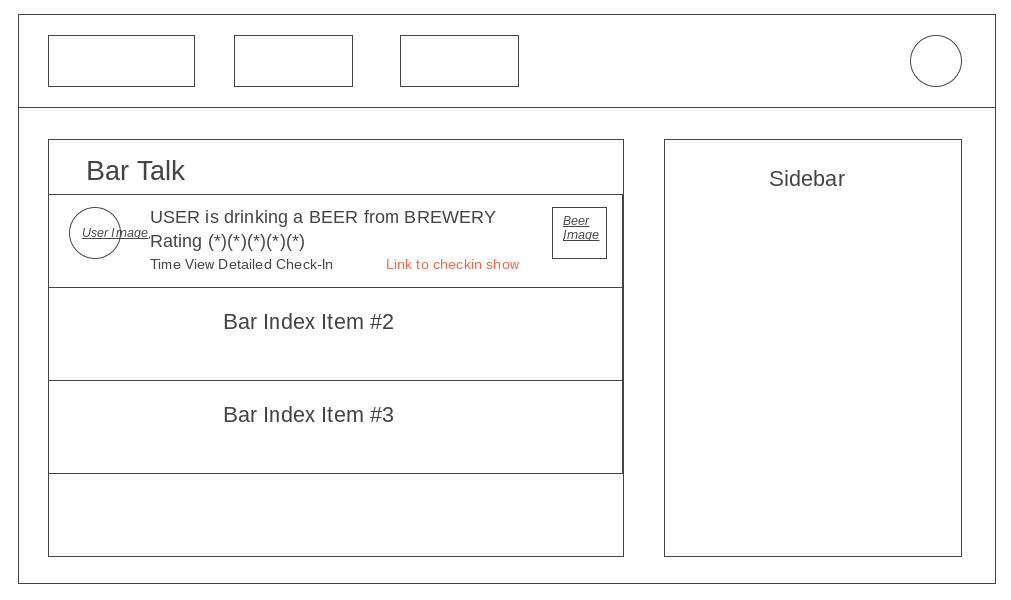 Bar Talk
User Image,
USER is drinking a BEER from BREWERY
Rating (*)(*)(*)(*)(*)
Time View Detailed Check-In
Link to checkin show
Beer
Image
Bar Index Item #2
Bar Index Item #3
Sidebar